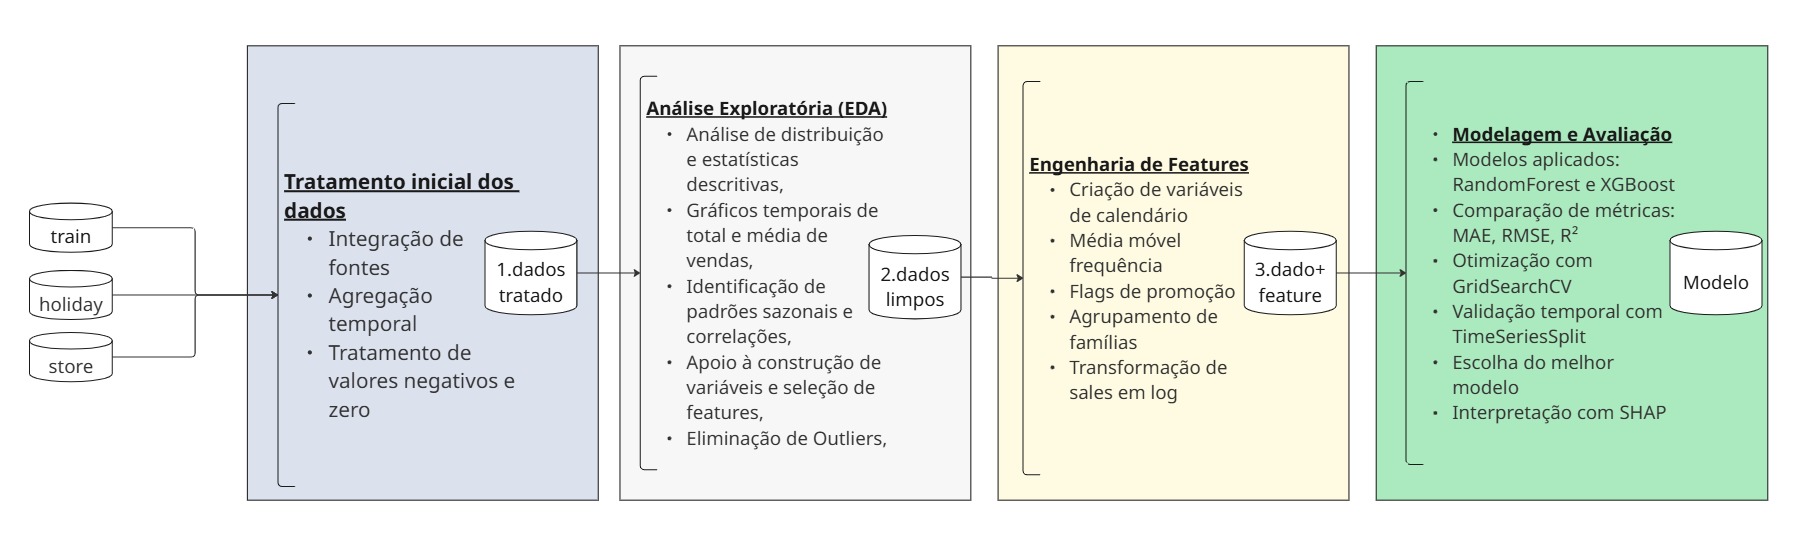 train
holiday
store
Tratamento inicial dos
dados
• Integração de
fontes
• Agregação
temporal
• Tratamento de
valores negativos e
zero
1.dados
tratado
Análise Exploratória (EDA)
• Análise de distribuição
e estatísticas
descritivas,
• Gráficos temporais de
total e média de
vendas,
• Identificação de
padrões sazonais e
correlações,
• Apoio à construção de
variáveis e seleção de
features,
• Eliminação de Outliers,
2.dados
limpos
Engenharia de Features
• Criação de variáveis
de calendário
• Média móvel
frequência
• Flags de promoção
• Agrupamento de
famílias
• Transformação de
sales em log
3.dado+
feature
• Modelagem e Avaliação
• Modelos aplicados:
RandomForest e XGBoost
• Comparação de métricas:
MAE, RMSE, R²
• Otimização com
GridSearchCV
• Validação temporal com
TimeSeriesSplit
• Escolha do melhor
modelo
• Interpretação com SHAP
Modelo